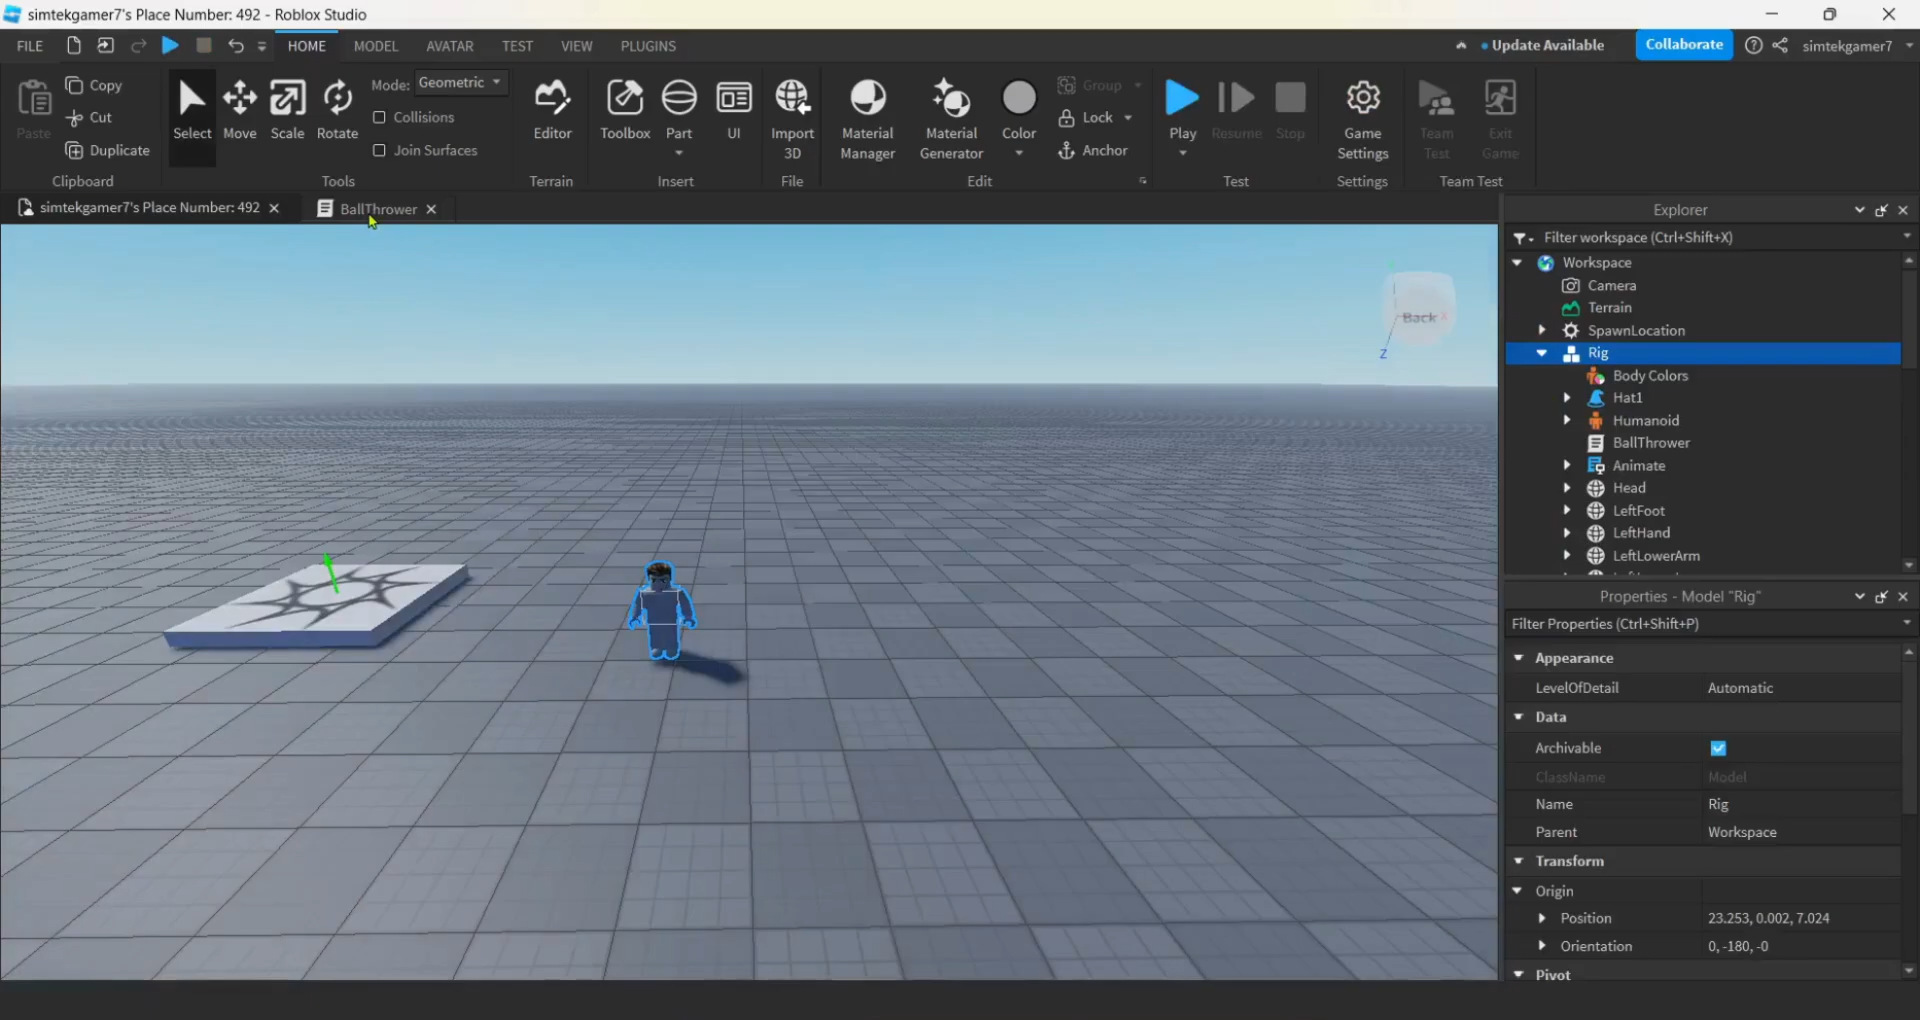 simtekgamer7's Place Number: 492 - Roblox Studio
FILE HOME MODEL AVATAR TEST VIEW PLUGINS Update Available Collaborate simtekgamer7
Paste Copy Cut Duplicate
Clipboard
Select Move Scale Rotate
Mode: Geometric
Collisions
Join Surfaces
Tools
Editor
Terrain
Toolbox Part UI
Insert
Import 3D
File
Material Manager
Material Generator
Color
Group
Lock
Anchor
Edit
Play Resume Stop
Test
Game Settings
Settings
Team Test
Exit Game
Team Test
simtekgamer7's Place Number: 492 BallThrower
Back X
Z
Explorer
Filter workspace (Ctrl+Shift+X)
Workspace
Camera
Terrain
SpawnLocation
Rig
Body Colors
Hat1
Humanoid
BallThrower
Animate
Head
LeftFoot
LeftHand
LeftLowerArm
Properties - Model "Rig"
Filter Properties (Ctrl+Shift+P)
Appearance
LevelOfDetail Automatic
Data
Archivable
ClassName Model
Name Rig
Parent Workspace
Transform
Origin
Position 23.253, 0.002, 7.024
Orientation 0, -180, -0
Pivot